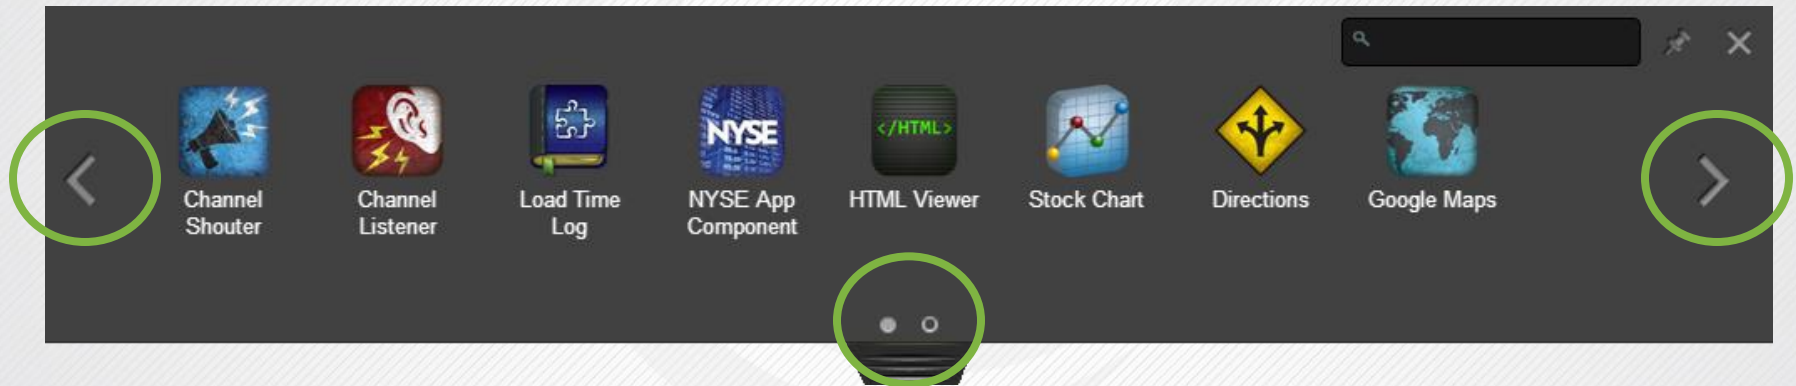 NYSE
</HTML>
Channel
Shouter
Channel
Listener
Load Time
Log
NYSE App
Component
HTML Viewer
Stock Chart
Directions
Google Maps